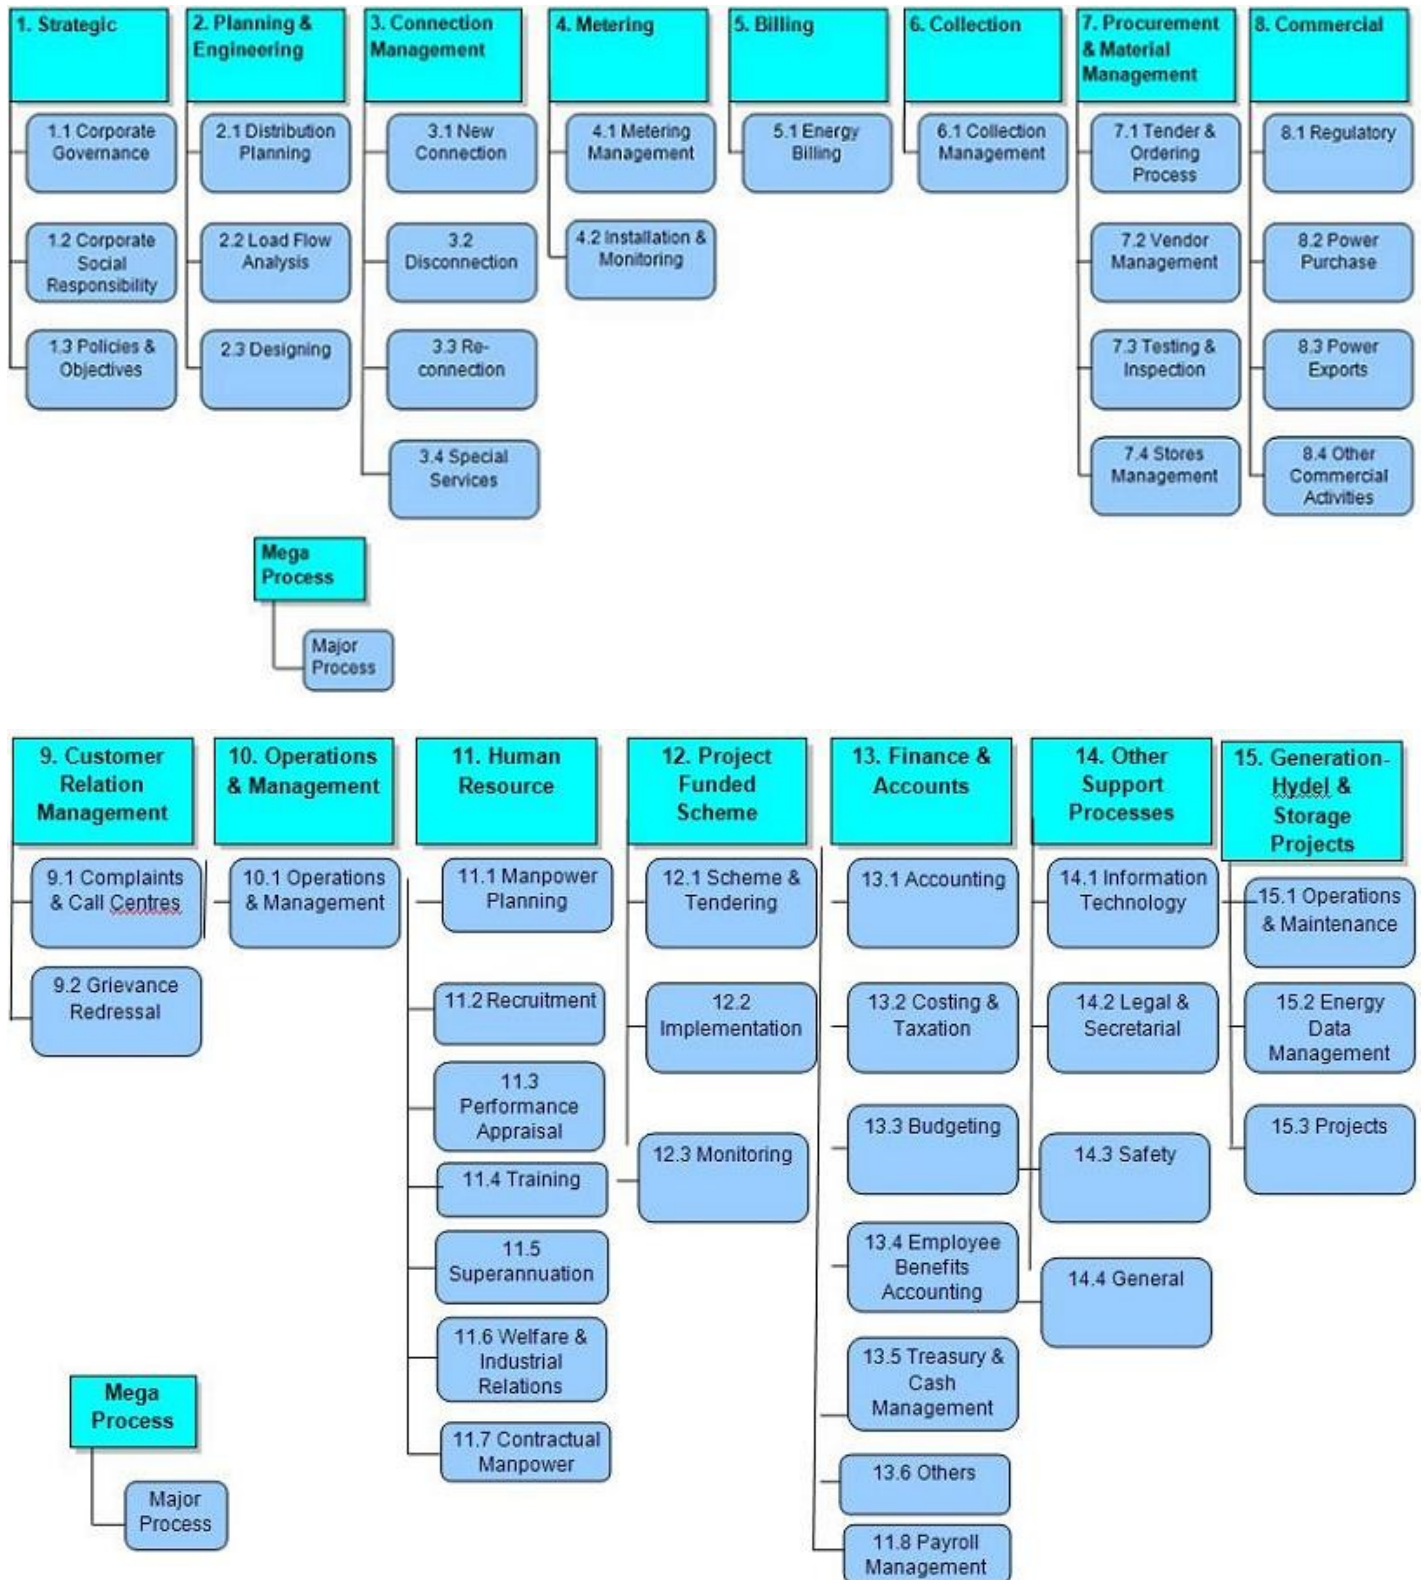 1. Strategic
2. Planning &
Engineering
3. Connection
Management
4. Metering
5. Billing
6. Collection
7. Procurement
& Material
Management
8. Commercial
1.1 Corporate
Governance
2.1 Distribution
Planning
3.1 New
Connection
4.1 Metering
Management
5.1 Energy
Billing
6.1 Collection
Management
7.1 Tender &
Ordering
Process
8.1 Regulatory
1.2 Corporate
Social
Responsibility
2.2 Load Flow
Analysis
3.2
Disconnection
4.2 Installation &
Monitoring
7.2 Vendor
Management
8.2 Power
Purchase
1.3 Policies &
Objectives
2.3 Designing
3.3 Re-
connection
7.3 Testing &
Inspection
8.3 Power
Exports
3.4 Special
Services
7.4 Stores
Management
8.4 Other
Commercial
Activities
Mega
Process
Major
Process
9. Customer
Relation
Management
10. Operations
& Management
11. Human
Resource
12. Project
Funded
Scheme
13. Finance &
Accounts
14. Other
Support
Processes
15. Generation-
Hydel &
Storage
Projects
9.1 Complaints
& Call Centres
10.1 Operations
& Management
11.1 Manpower
Planning
12.1 Scheme &
Tendering
13.1 Accounting
14.1 Information
Technology
15.1 Operations
& Maintenance
9.2 Grievance
Redressal
11.2 Recruitment
12.2
Implementation
13.2 Costing &
Taxation
14.2 Legal &
Secretarial
15.2 Energy
Data
Management
11.3
Performance
Appraisal
12.3 Monitoring
13.3 Budgeting
14.3 Safety
15.3 Projects
11.4 Training
11.5
Superannuation
13.4 Employee
Benefits
Accounting
14.4 General
11.6 Welfare &
Industrial
Relations
13.5 Treasury &
Cash
Management
11.7 Contractual
Manpower
13.6 Others
11.8 Payroll
Management
Mega
Process
Major
Process